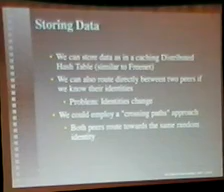 Storing Data
• We can store data as in a caching Distributed
Hash Table (similar to Freenet)
• We can also route directly between two peers if
we know their identities
• Problem: Identities change
• We could employ a "crossing paths" approach
• Both peers route towards the same random
identity